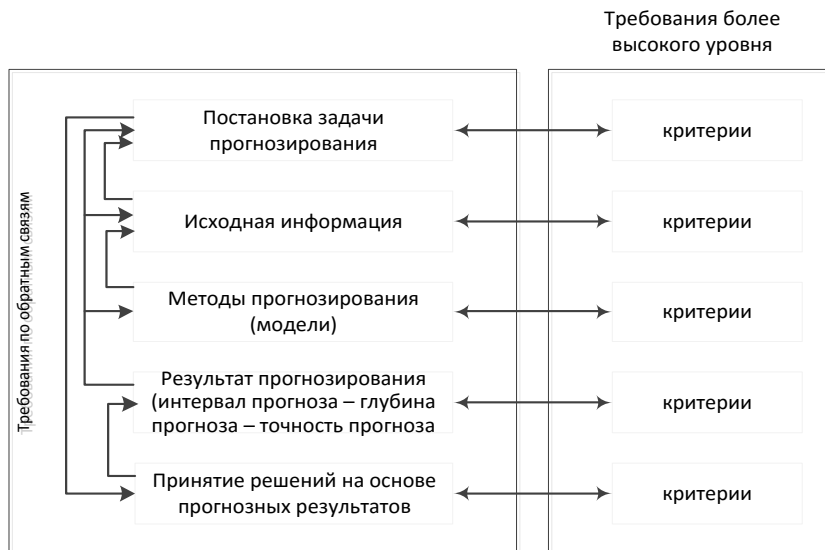 Требования более
высокого уровня
Требования по обратным связям
Постановка задачи
прогнозирования
критерии
Исходная информация
критерии
Методы прогнозирования
(модели)
критерии
Результат прогнозирования
(интервал прогноза – глубина
прогноза – точность прогноза
критерии
Принятие решений на основе
прогнозных результатов
критерии